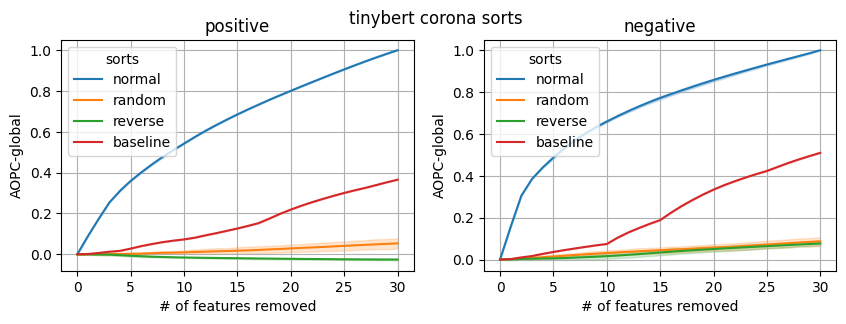 tinybert corona sorts
positive
AOPC-global
1.0
0.8
0.6
0.4
0.2
0.0
sorts
normal
random
reverse
baseline
0 5 10 15 20 25 30
# of features removed
negative
AOPC-global
1.0
0.8
0.6
0.4
0.2
0.0
sorts
normal
random
reverse
baseline
0 5 10 15 20 25 30
# of features removed